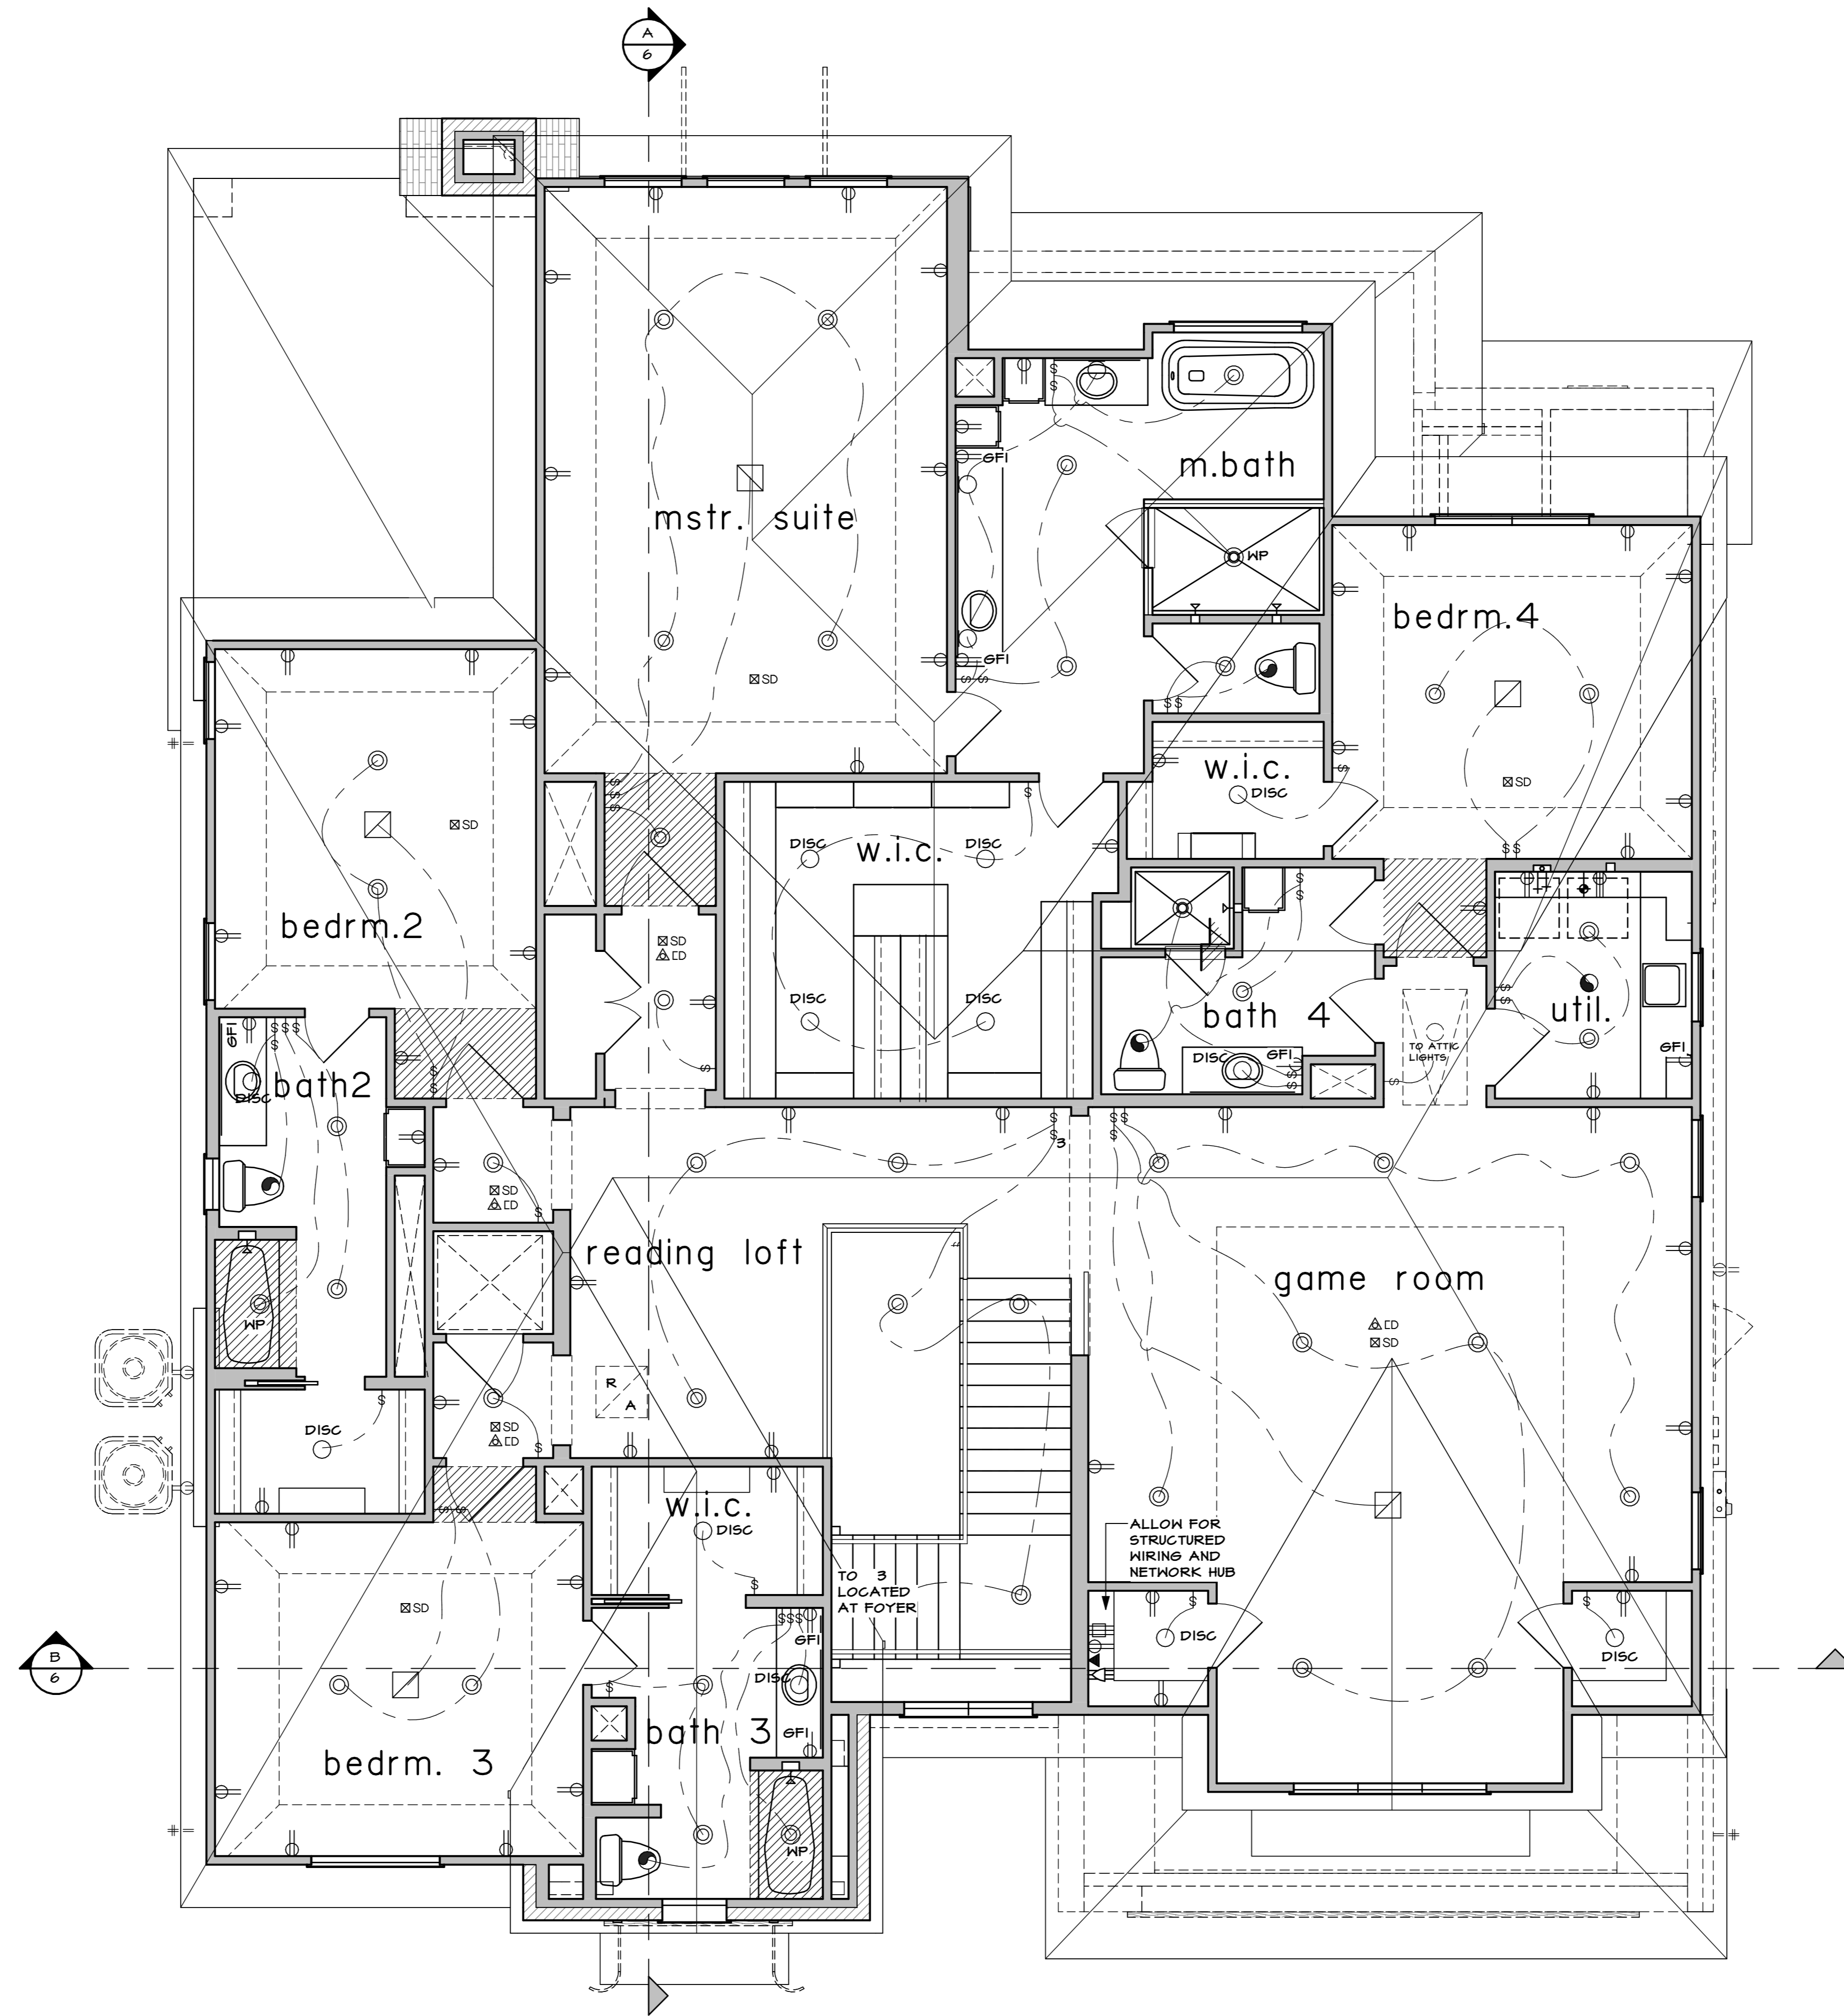 A
6
GFI
m.bath
mstr. suite
WP
bedrm.4
GFI
SD
w.i.c.
DISC
SD
SD
DISC
w.i.c.
DISC
bedrm.2
SD
CD
DISC
DISC
util.
bath 4
GFI
TO ATTIC
LIGHTS
DISC
GFI
GFI
bath2
DISC
3
SD
CD
reading loft
game room
CD
SD
WP
R
A
SD
CD
DISC
w.i.c.
DISC
ALLOW FOR
STRUCTURED
WIRING AND
NETWORK HUB
TO 3
LOCATED
AT FOYER
SD
GFI
DISC
DISC
B
6
DISC
GFI
bath 3
bedrm. 3
WP